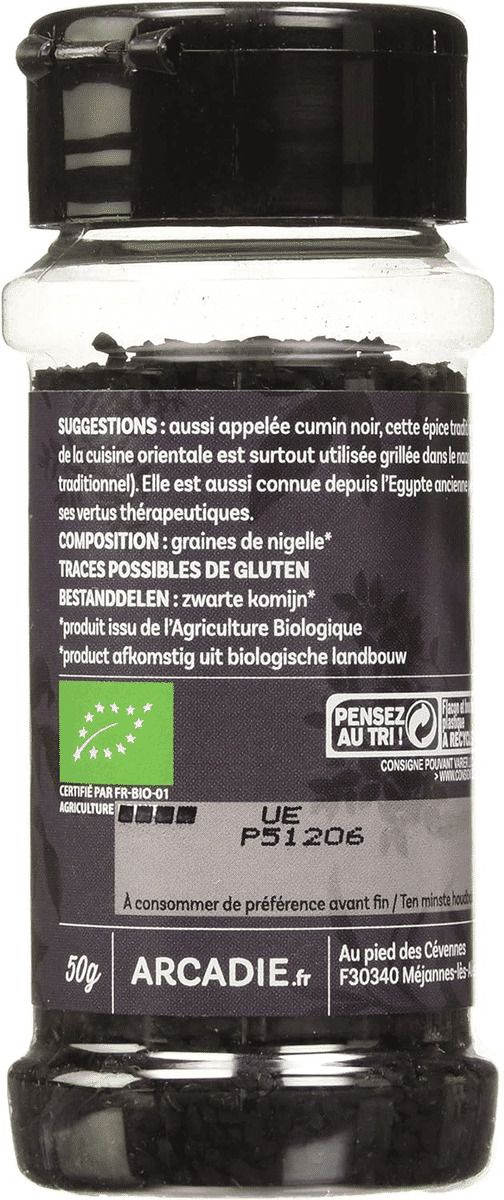 SUGGESTIONS : aussi appelée cumin noir, cette épice
de la cuisine orientale est surtout utilisée grillée dans le
traditionnel). Elle est aussi connue depuis l'Egypte ancienne
ses vertus thérapeutiques.
COMPOSITION : graines de nigelle*
TRACES POSSIBLES DE GLUTEN
BESTANDDELEN : zwarte komijn*
*produit issu de l'Agriculture Biologique
*product afkomstig uit biologische landbouw
PENSEZ
AU TRI !
Flacon et
plastique
À
CONSIGNE POUVANT VARIER
CERTIFIÉ PAR FR-BIO-01
AGRICULTURE UE
P51206
À consommer de préférence avant fin / Ten minste
50g
ARCADIE.fr
Au pied des Cévennes
F30340